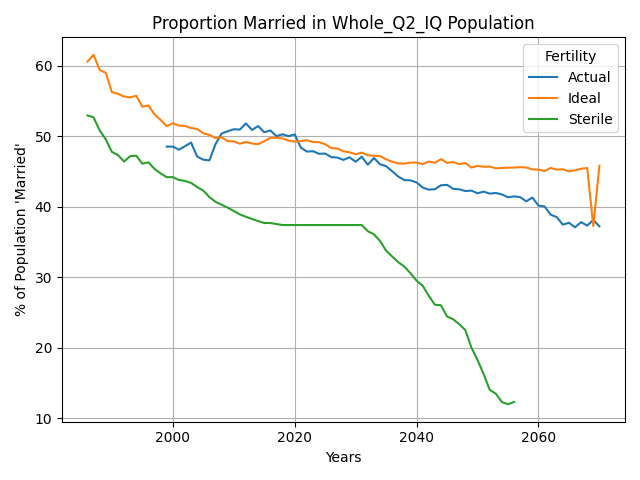 Proportion Married in Whole_Q2_IQ Population
Fertility
Actual
Ideal
Sterile
% of Population 'Married'
60
50
40
30
20
10
2000 2020 2040 2060
Years